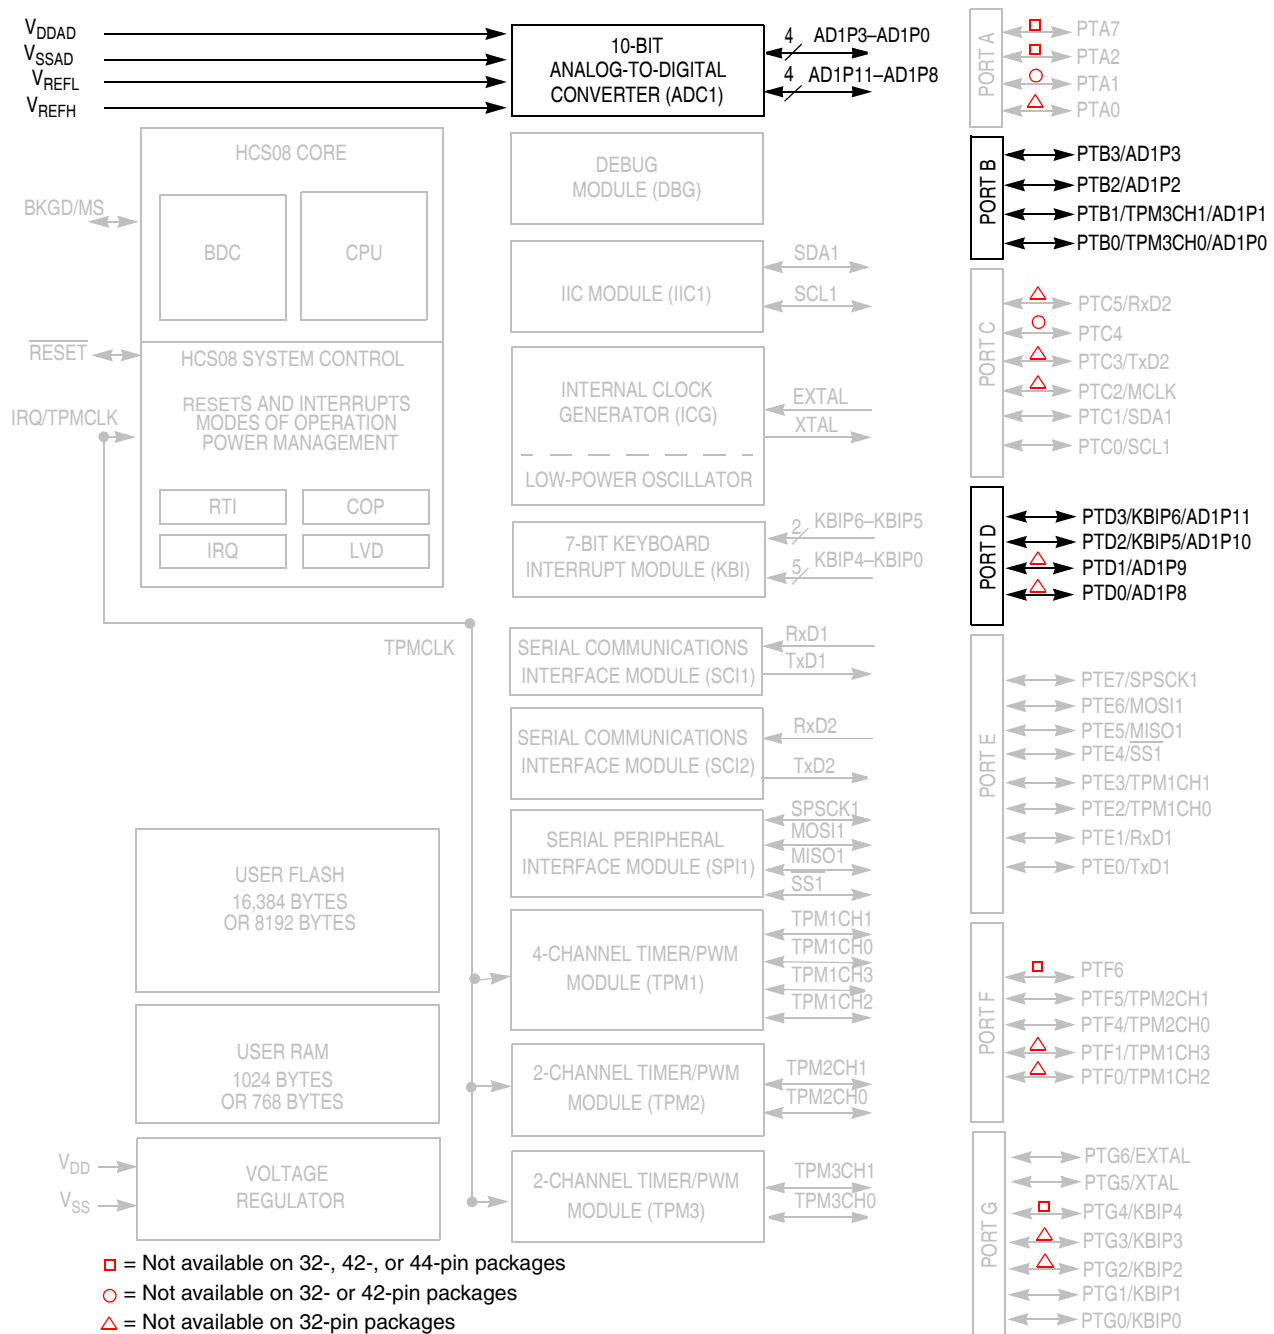 VDDAD
VSSAD
VREFL
VREFH
10-BIT
ANALOG-TO-DIGITAL
CONVERTER (ADC1)
4 AD1P3–AD1P0
4 AD1P11–AD1P8
HCS08 CORE
BDC
CPU
BKGD/MS
RESET
HCS08 SYSTEM CONTROL
RESETS AND INTERRUPTS
MODES OF OPERATION
POWER MANAGEMENT
IRQ/TPMCLK
RTI
COP
IRQ
LVD
TPMCLK
USER FLASH
16,384 BYTES
OR 8192 BYTES
USER RAM
1024 BYTES
OR 768 BYTES
VDD
VSS
VOLTAGE
REGULATOR
DEBUG
MODULE (DBG)
IIC MODULE (IIC1)
SDA1
SCL1
INTERNAL CLOCK
GENERATOR (ICG)
LOW-POWER OSCILLATOR
EXTAL
XTAL
7-BIT KEYBOARD
INTERRUPT MODULE (KBI)
2 KBIP6–KBIP5
5 KBIP4–KBIP0
SERIAL COMMUNICATIONS
INTERFACE MODULE (SCI1)
RxD1
TxD1
SERIAL COMMUNICATIONS
INTERFACE MODULE (SCI2)
RxD2
TxD2
SERIAL PERIPHERAL
INTERFACE MODULE (SPI1)
SPSCK1
MOSI1
MISO1
SS1
4-CHANNEL TIMER/PWM
MODULE (TPM1)
TPM1CH1
TPM1CH0
TPM1CH3
TPM1CH2
2-CHANNEL TIMER/PWM
MODULE (TPM2)
TPM2CH1
TPM2CH0
2-CHANNEL TIMER/PWM
MODULE (TPM3)
TPM3CH1
TPM3CH0
PORT A
PTA7
PTA2
PTA1
PTA0
PORT B
PTB3/AD1P3
PTB2/AD1P2
PTB1/TPM3CH1/AD1P1
PTB0/TPM3CH0/AD1P0
PORT C
PTC5/RxD2
PTC4
PTC3/TxD2
PTC2/MCLK
PTC1/SDA1
PTC0/SCL1
PORT D
PTD3/KBIP6/AD1P11
PTD2/KBIP5/AD1P10
PTD1/AD1P9
PTD0/AD1P8
PORT E
PTE7/SPSCK1
PTE6/MOSI1
PTE5/MISO1
PTE4/SS1
PTE3/TPM1CH1
PTE2/TPM1CH0
PTE1/RxD1
PTE0/TxD1
PORT F
PTF6
PTF5/TPM2CH1
PTF4/TPM2CH0
PTF1/TPM1CH3
PTF0/TPM1CH2
PORT G
PTG6/EXTAL
PTG5/XTAL
PTG4/KBIP4
PTG3/KBIP3
PTG2/KBIP2
PTG1/KBIP1
PTG0/KBIP0
= Not available on 32-, 42-, or 44-pin packages
= Not available on 32- or 42-pin packages
= Not available on 32-pin packages